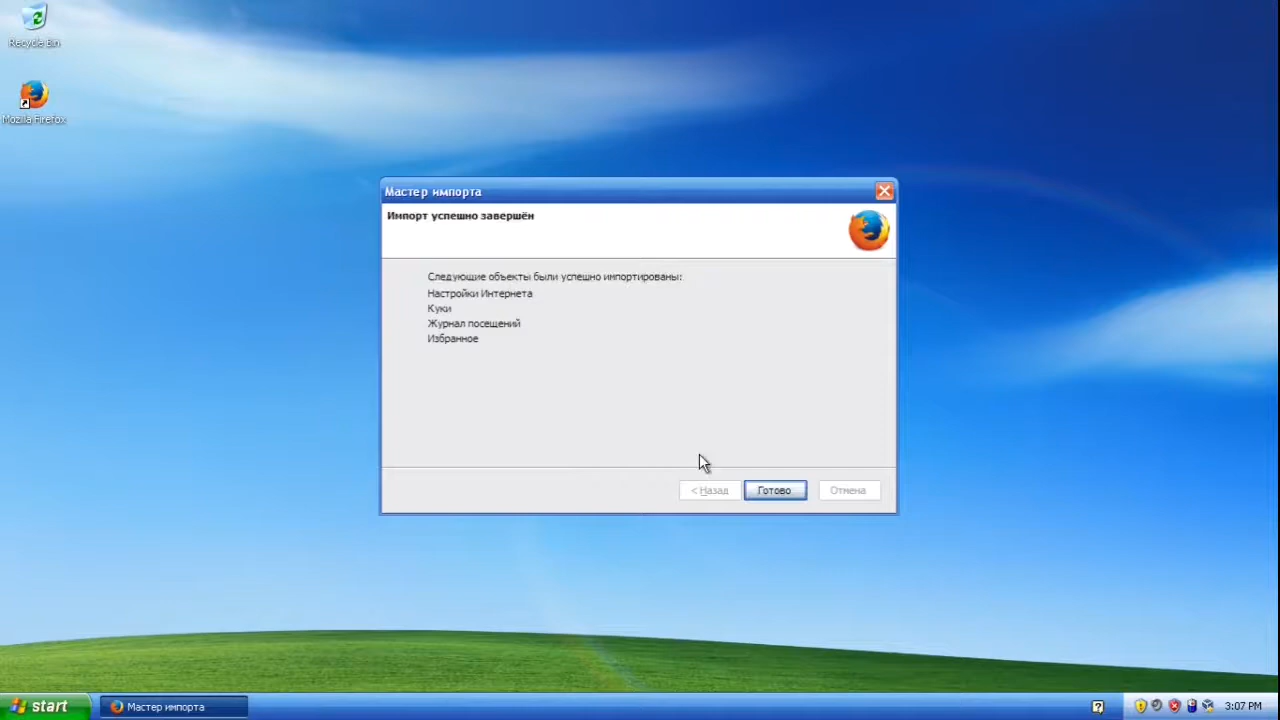 Recycle Bin
Mozilla Firefox
Мастер импорта
Импорт успешно завершён
Следующие объекты были успешно импортированы:
Настройки Интернета
Куки
Журнал посещений
Избранное
< Назад
Готово
Отмена
start
Мастер импорта
3:07 PM